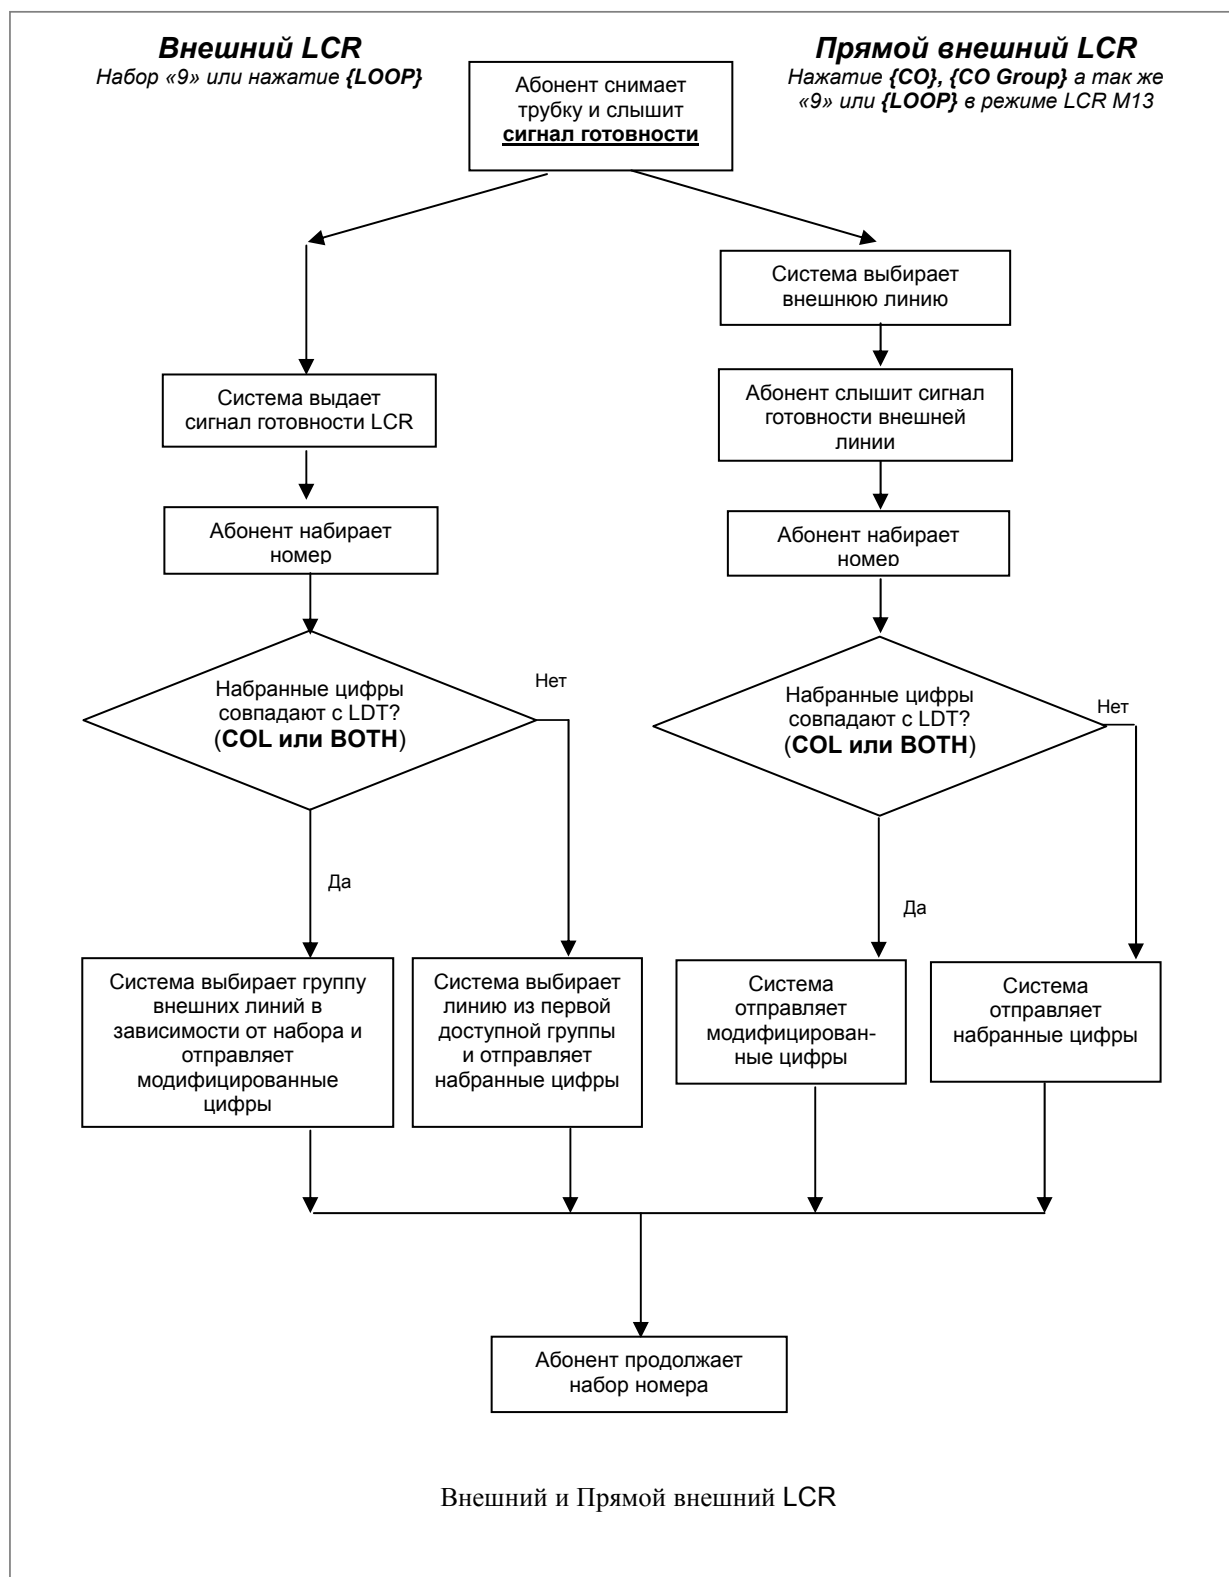 Внешний LCR
Набор «9» или нажатие {LOOP}
Прямой внешний LCR
Нажатие {CO}, {CO Group} а так же
«9» или {LOOP} в режиме LCR M13
Абонент снимает
трубку и слышит
сигнал готовности
Система выбирает
внешнюю линию
Система выдает
сигнал готовности LCR
Абонент слышит сигнал
готовности внешней
линии
Абонент набирает
номер
Абонент набирает
номер
Набранные цифры
совпадают с LDT?
(COL или BOTH)
Нет
Набранные цифры
совпадают с LDT?
(COL или BOTH)
Нет
Да
Да
Система выбирает группу
внешних линий в
зависимости от набора и
отправляет
модифицированные
цифры
Система выбирает
линию из первой
доступной группы
и отправляет
набранные цифры
Система
отправляет
модифицирован-
ные цифры
Система
отправляет
набранные цифры
Абонент продолжает
набор номера
Внешний и Прямой внешний LCR